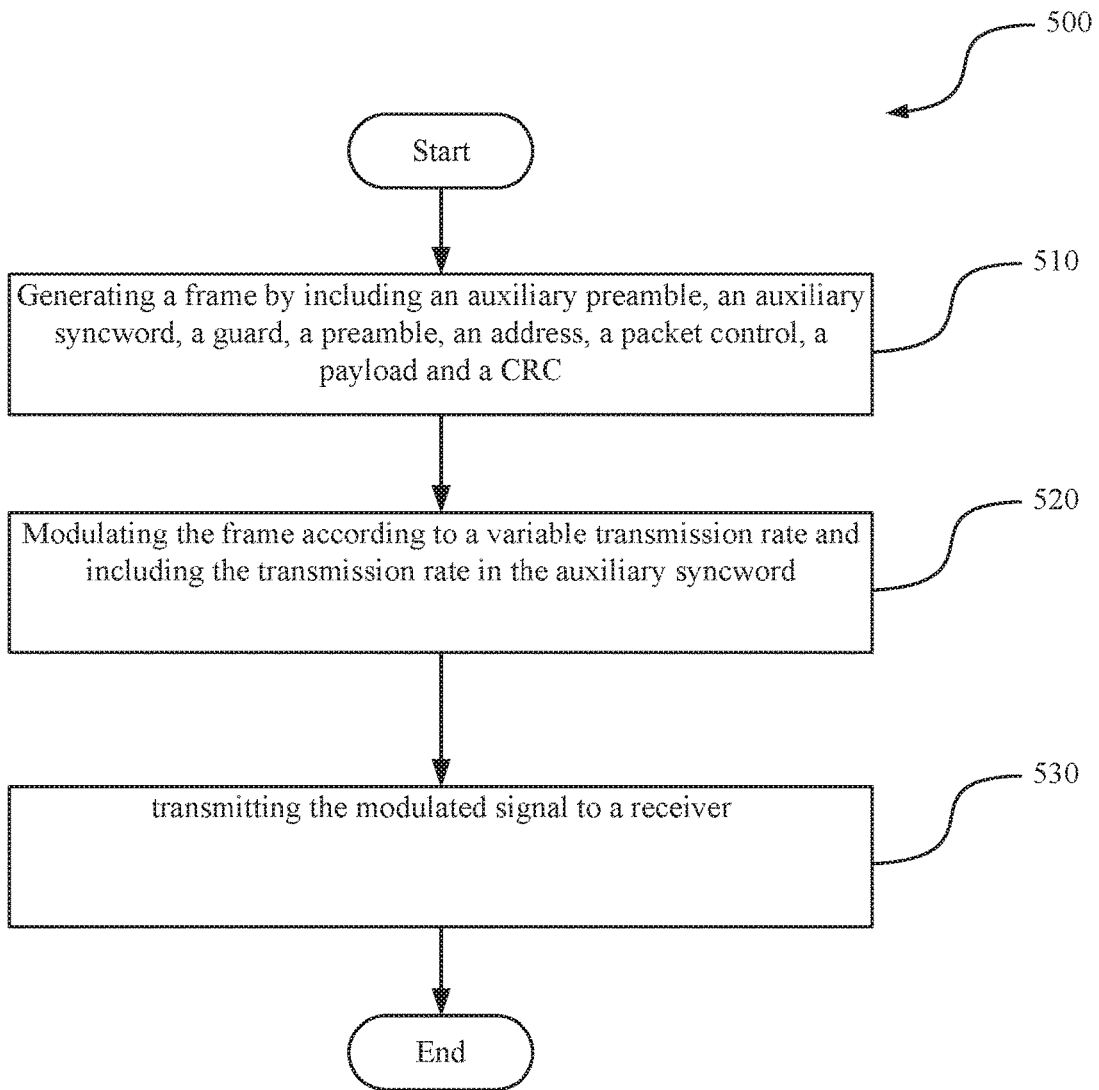 500
Start
510
Generating a frame by including an auxiliary preamble, an auxiliary
syncword, a guard, a preamble, an address, a packet control, a
payload and a CRC
520
Modulating the frame according to a variable transmission rate and
including the transmission rate in the auxiliary syncword
530
transmitting the modulated signal to a receiver
End